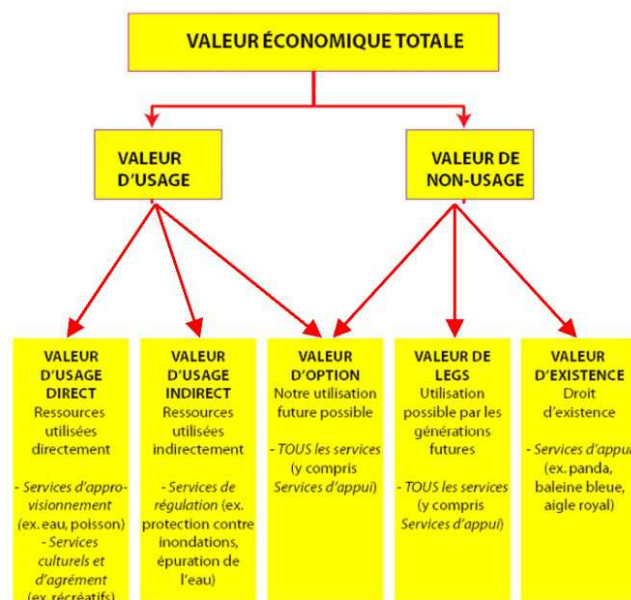 VALEUR ÉCONOMIQUE TOTALE
VALEUR
D'USAGE
VALEUR DE
NON-USAGE
VALEUR
D'USAGE
DIRECT
Ressources
utilisées
directement
- Services d'appro-
visionnement
(ex. eau, poisson)
- Services
culturels et
d'agrément
(ex. récréatifs)
VALEUR
D'USAGE
INDIRECT
Ressources
utilisées
indirectement
- Services de
régulation (ex.
protection contre
inondations,
épuration de
l'eau)
VALEUR
D'OPTION
Notre utilisation
future possible
- TOUS les services
(y compris
Services d'appui)
VALEUR DE
LEGS
Utilisation
possible par les
générations
futures
- TOUS les services
(y compris
Services d'appui)
VALEUR
D'EXISTENCE
Droit
d'existence
- Services d'appui
(ex. panda,
baleine bleue,
aigle royal)